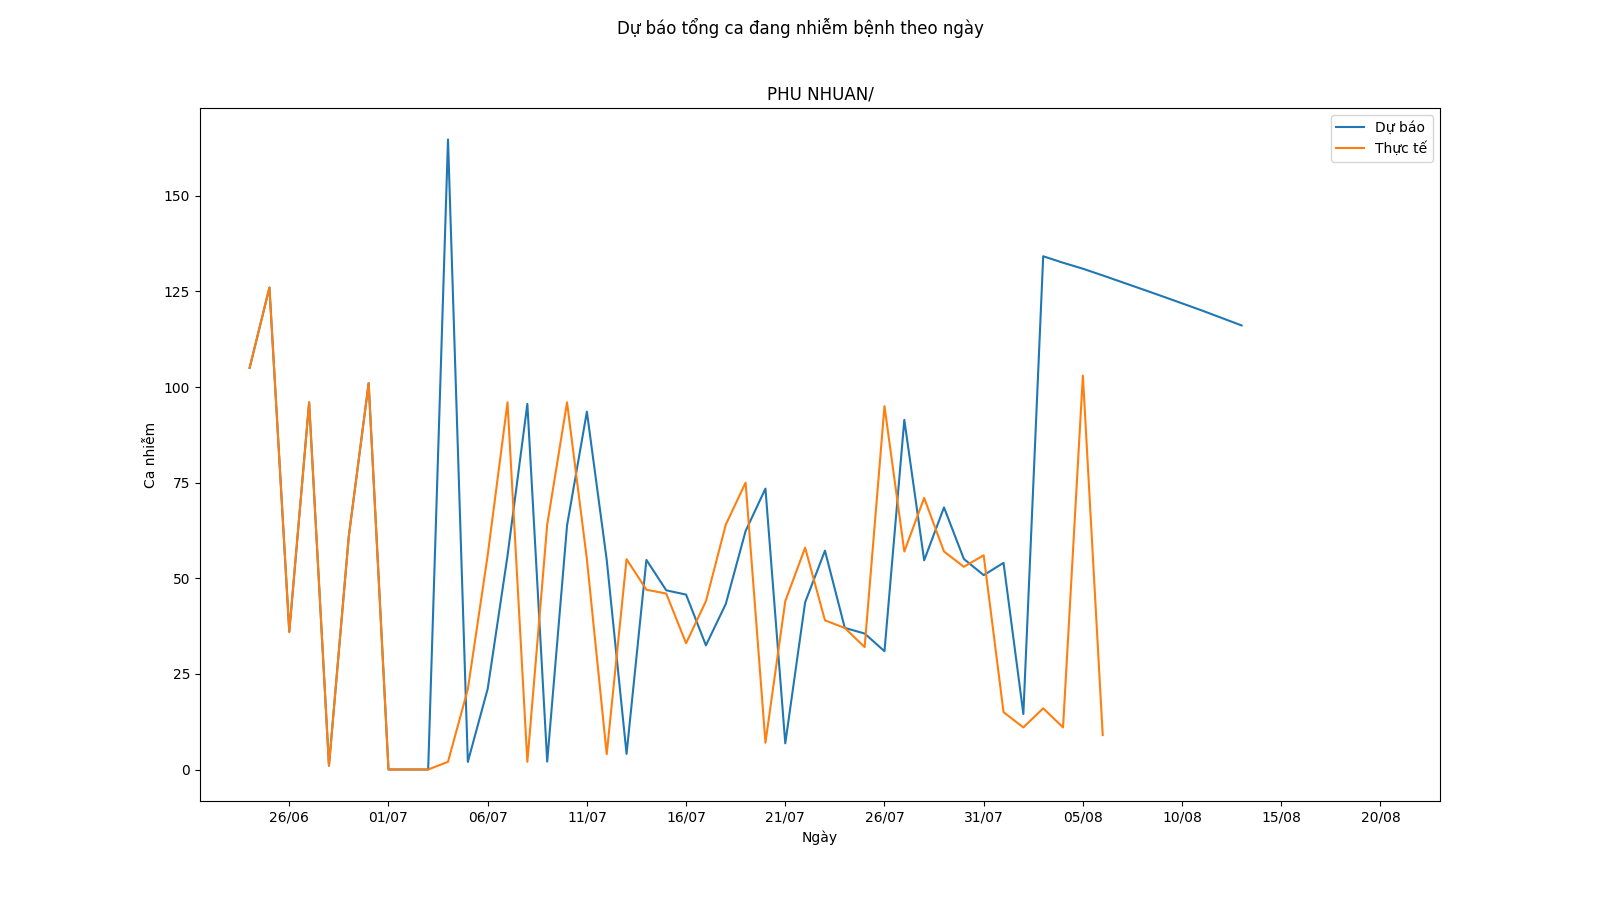 Dự báo tổng ca đang nhiễm bệnh theo ngày
PHU NHUAN/
Dự báo
Thực tế
Ca nhiễm
150
125
100
75
50
25
0
26/06 01/07 06/07 11/07 16/07 21/07 26/07 31/07 05/08 10/08 15/08 20/08
Ngày